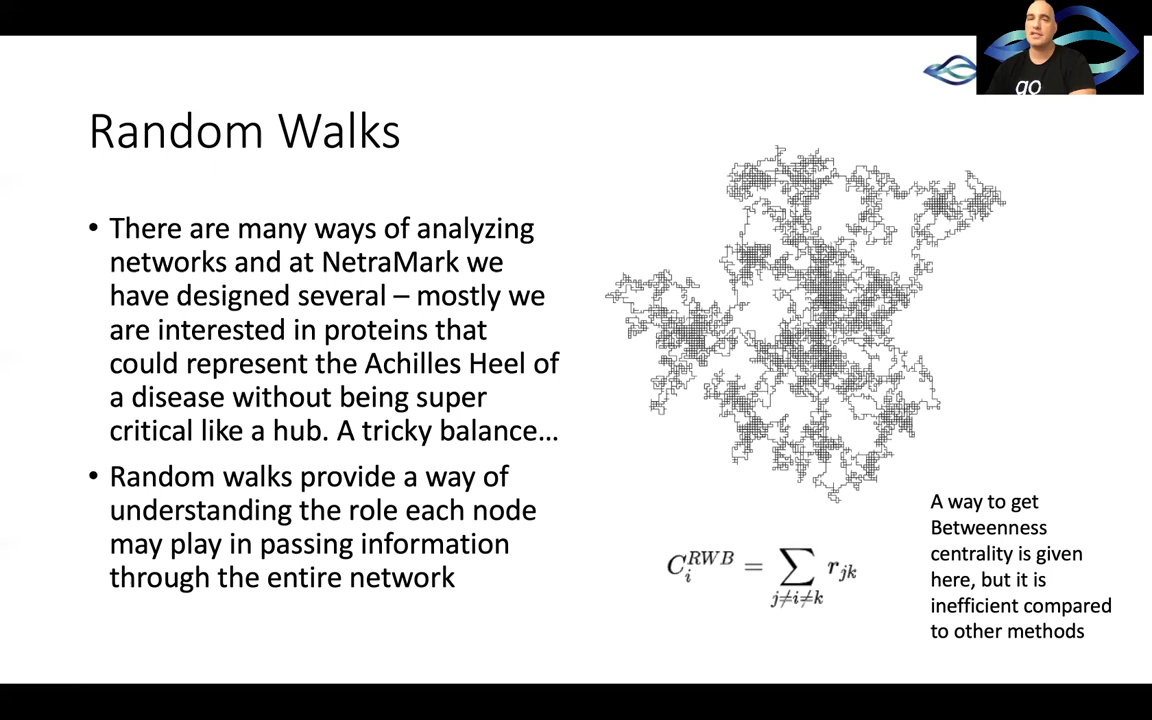 go
Random Walks
• There are many ways of analyzing
networks and at NetraMark we
have designed several – mostly we
are interested in proteins that
could represent the Achilles Heel of
a disease without being super
critical like a hub. A tricky balance…
• Random walks provide a way of
understanding the role each node
may play in passing information
through the entire network
C_i^{RWB} = \sum_{j≠i≠k} r_{jk}
A way to get
Betweenness
centrality is given
here, but it is
inefficient compared
to other methods